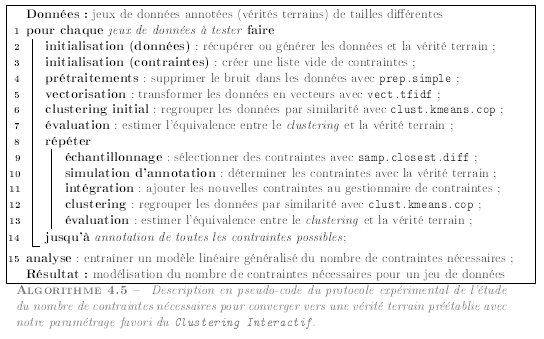 Données : jeux de données annotées (vérités terrains) de tailles différentes
1 pour chaque jeux de données à tester faire
2 initialisation (données) : récupérer ou générer les données et la vérité terrain ;
3 initialisation (contraintes) : créer une liste vide de contraintes ;
4 prétraitements : supprimer le bruit dans les données avec prep.simple ;
5 vectorisation : transformer les données en vecteurs avec vect.tfidf ;
6 clustering initial : regrouper les données par similarité avec clust.kmeans.cop ;
7 évaluation : estimer l'équivalence entre le clustering et la vérité terrain ;
8 répéter
9 échantillonnage : sélectionner des contraintes avec samp.closest.diff ;
10 simulation d'annotation : déterminer les contraintes avec la vérité terrain ;
11 intégration : ajouter les nouvelles contraintes au gestionnaire de contraintes ;
12 clustering : regrouper les données par similarité avec clust.kmeans.cop ;
13 évaluation : estimer l'équivalence entre le clustering et la vérité terrain ;
14 jusqu'à annotation de toutes les contraintes possibles;
15 analyse : entraîner un modèle linéaire généralisé du nombre de contraintes nécessaires ;
Résultat : modélisation du nombre de contraintes nécessaires pour un jeu de données
ALGORITHME 4.5 – Description en pseudo-code du protocole expérimental de l'étude
du nombre de contraintes nécessaires pour converger vers une vérité terrain préétablie avec
notre paramétrage favori du Clustering Interactif.